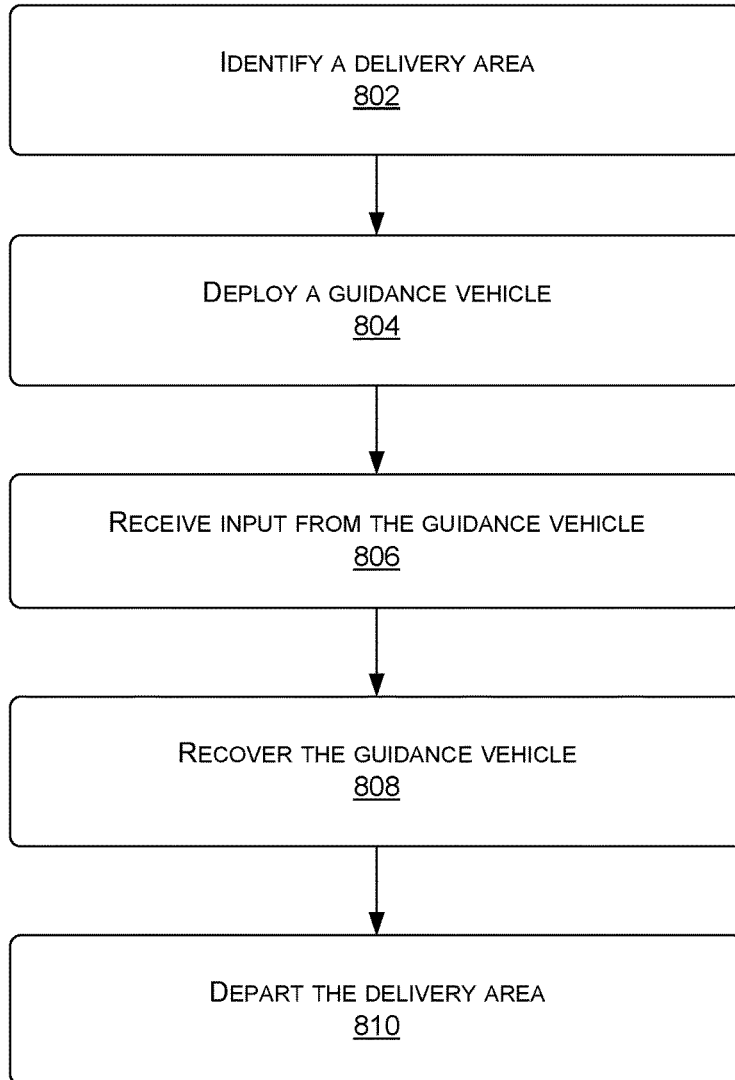 IDENTIFY A DELIVERY AREA
802
DEPLOY A GUIDANCE VEHICLE
804
RECEIVE INPUT FROM THE GUIDANCE VEHICLE
806
RECOVER THE GUIDANCE VEHICLE
808
DEPART THE DELIVERY AREA
810